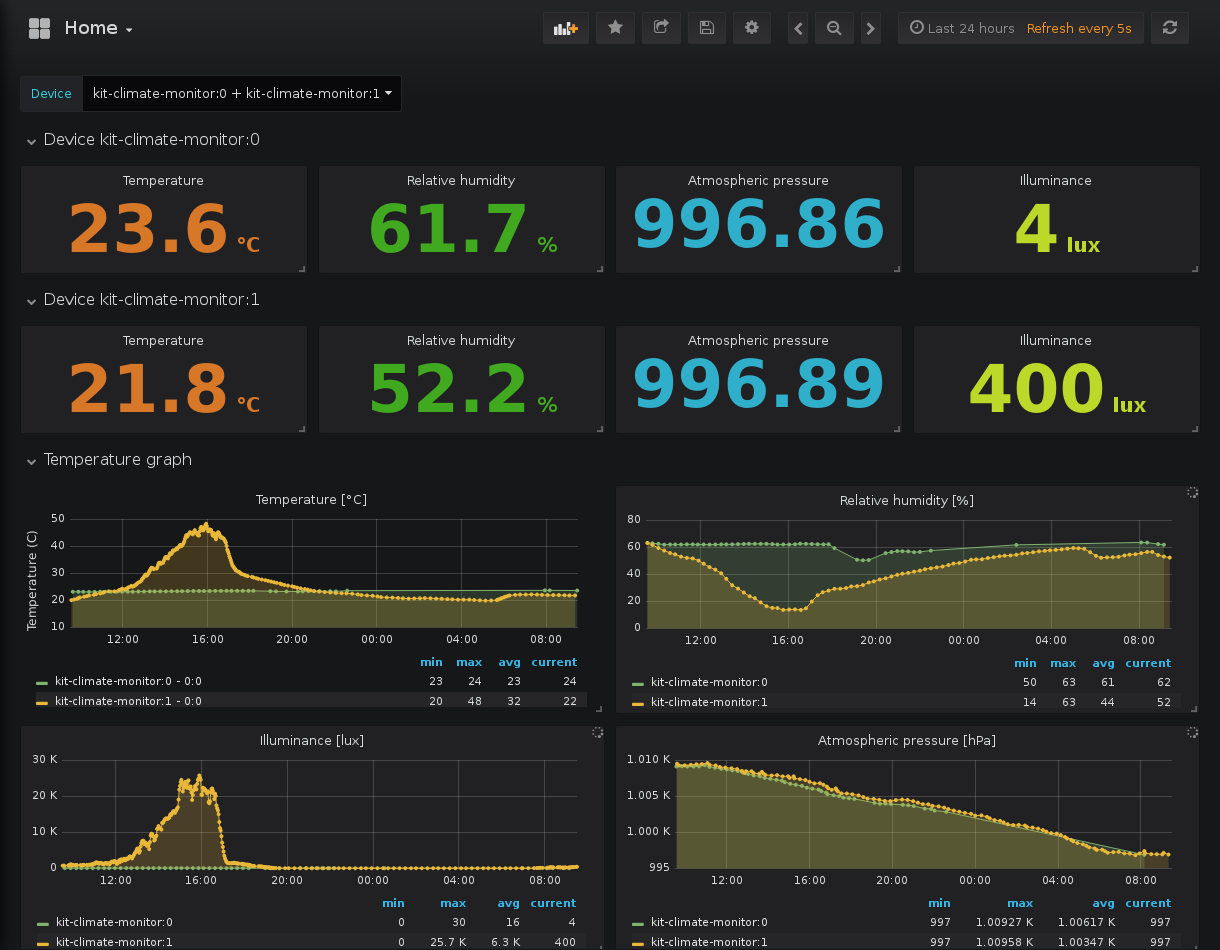 Home
Last 24 hours Refresh every 5s
Device kit-climate-monitor:0 + kit-climate-monitor:1
Device kit-climate-monitor:0
Temperature Relative humidity Atmospheric pressure Illuminance
23.6 °C 61.7 % 996.86 4 lux
Device kit-climate-monitor:1
Temperature Relative humidity Atmospheric pressure Illuminance
21.8 °C 52.2 % 996.89 400 lux
Temperature graph
Temperature [°C]
Temperature (C)
50
40
30
20
10
12:00 16:00 20:00 00:00 04:00 08:00
min max avg current
kit-climate-monitor:0 - 0:0 23 24 23 24
kit-climate-monitor:1 - 0:0 20 48 32 22
Relative humidity [%]
80
60
40
20
0
12:00 16:00 20:00 00:00 04:00 08:00
min max avg current
kit-climate-monitor:0 50 63 61 62
kit-climate-monitor:1 14 63 44 52
Illuminance [lux]
30 K
20 K
10 K
0
12:00 16:00 20:00 00:00 04:00 08:00
min max avg current
kit-climate-monitor:0 0 30 16 4
kit-climate-monitor:1 0 25.7 K 6.3 K 400
Atmospheric pressure [hPa]
1.010 K
1.005 K
1.000 K
995
12:00 16:00 20:00 00:00 04:00 08:00
min max avg current
kit-climate-monitor:0 997 1.00927 K 1.00617 K 997
kit-climate-monitor:1 997 1.00958 K 1.00347 K 997